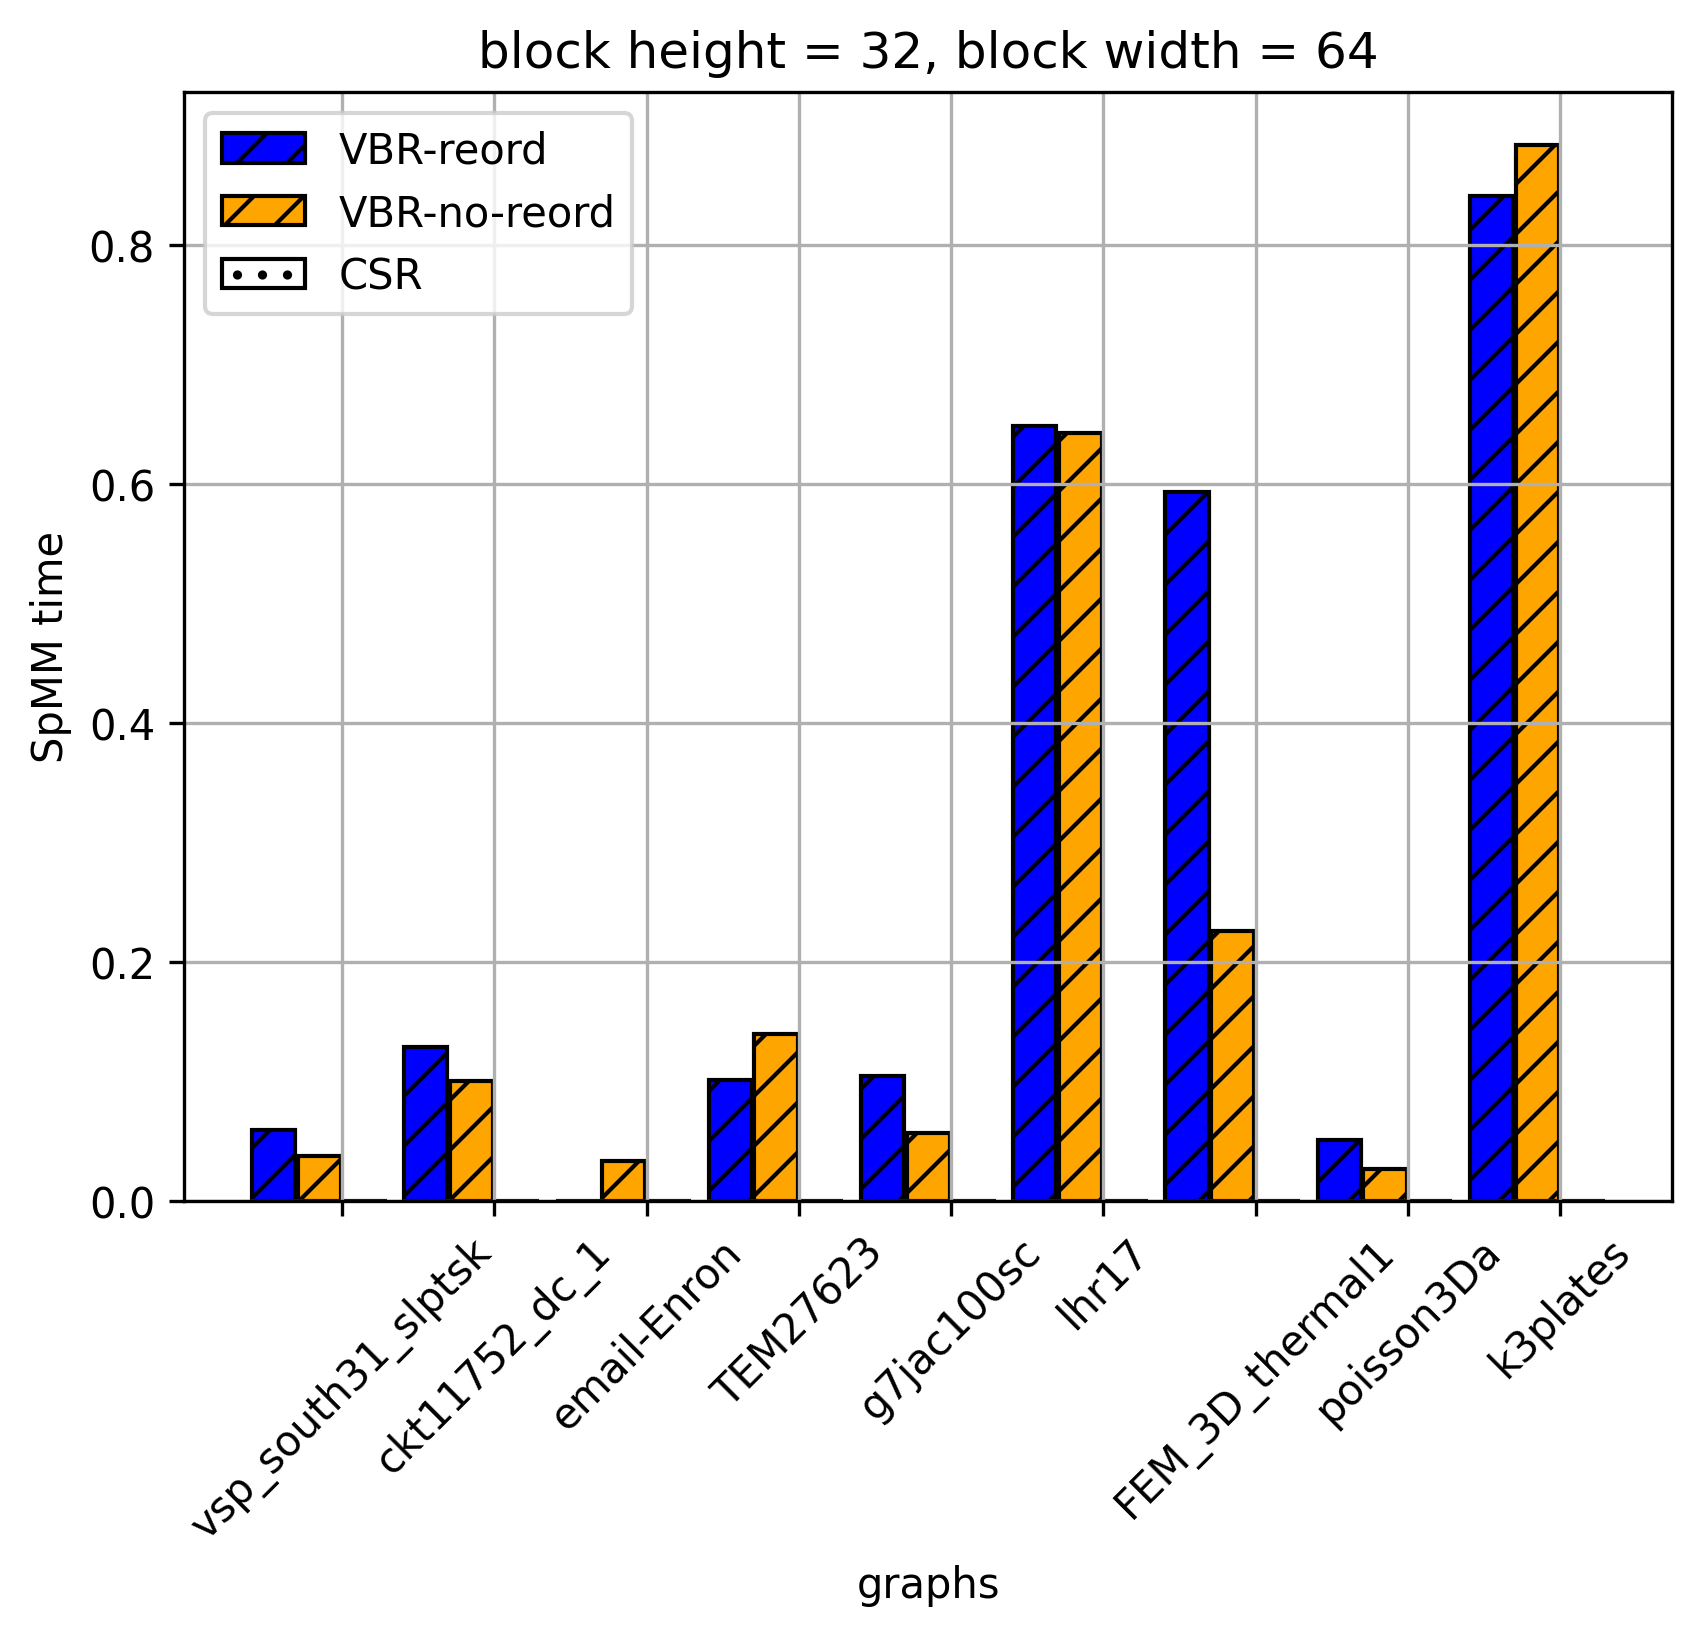 block height = 32, block width = 64
VBR-reord
VBR-no-reord
CSR
SpMM time
0.8
0.6
0.4
0.2
0.0
vsp_south31_slptsk
ckt11752_dc_1
email-Enron
TEM27623
g7jac100sc
lhr17
FEM_3D_thermal1
poisson3Da
k3plates
graphs